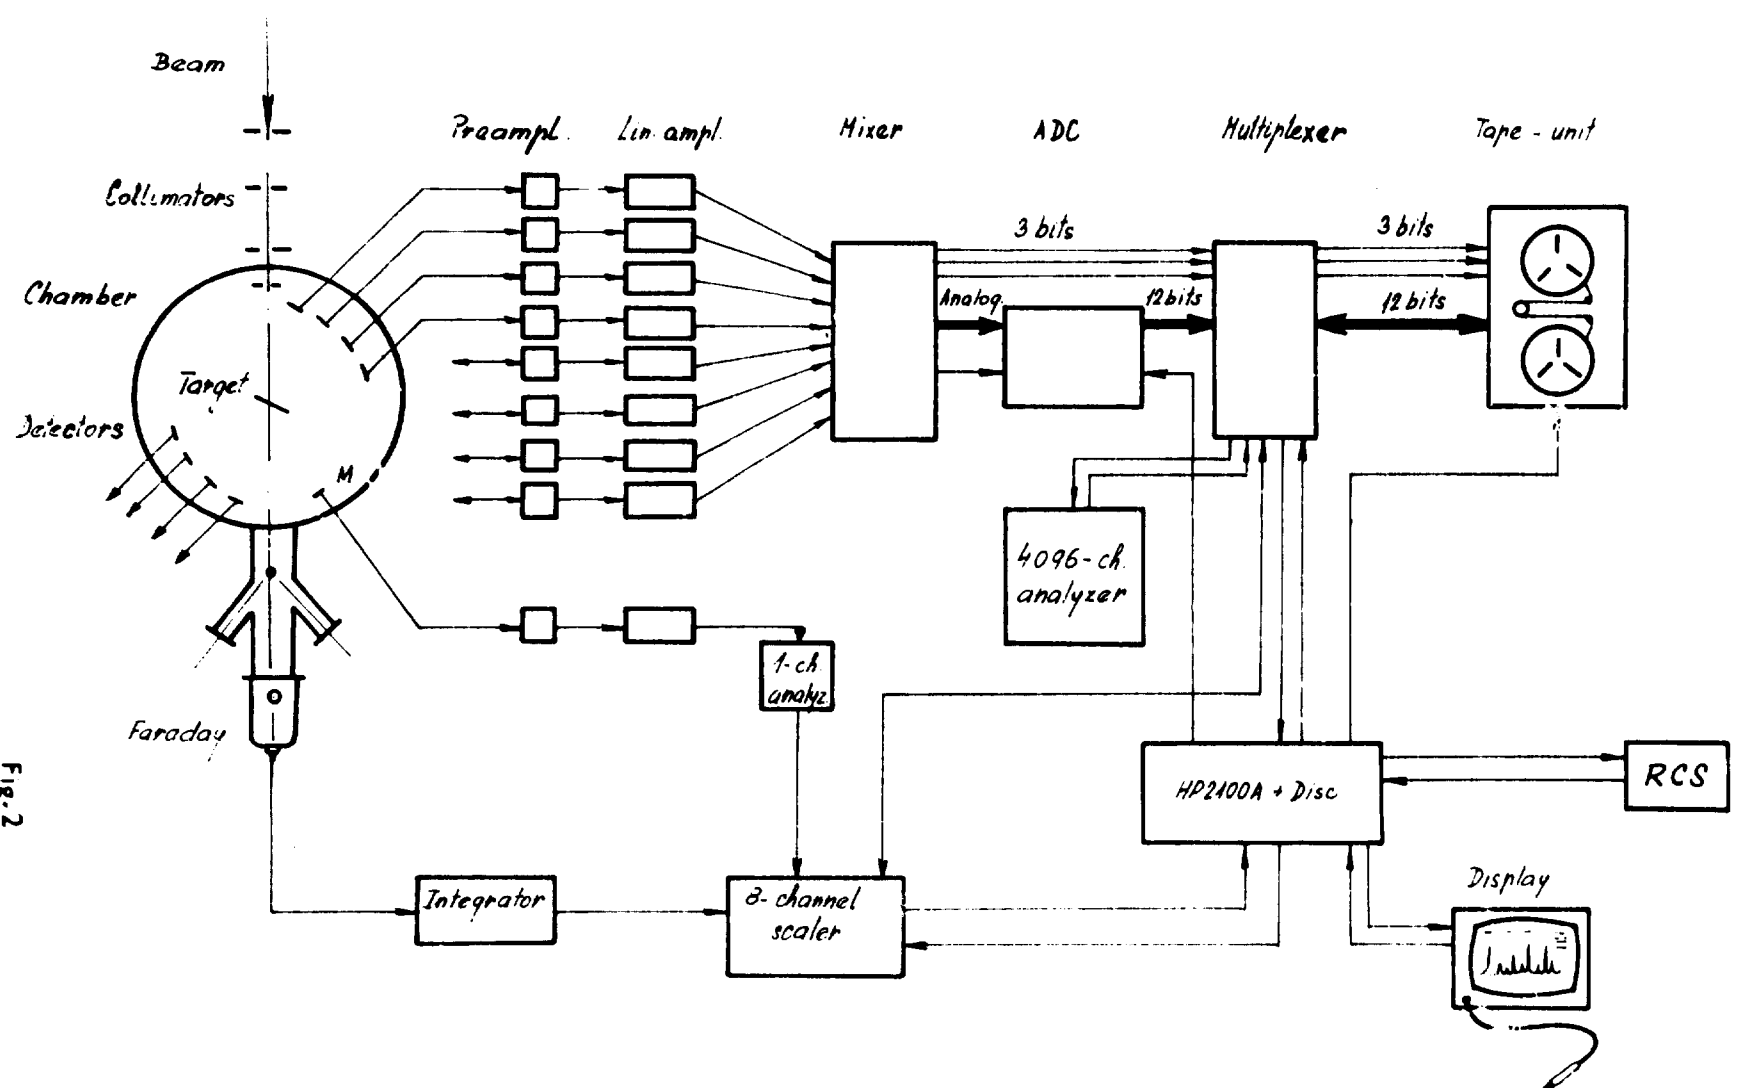 Beam
Preampl.
Lin. ampl.
Mixer
ADC
Multiplexer
Tape - unit
Collimators
3 bits
3 bits
Chamber
Analog.
12 bits
12 bits
Target
Detectors
M
4096-ch.
analyzer
1-ch.
analyz.
Faraday
HP2100A + Disc
RCS
Fig. 2
Integrator
8-channel
scaler
Display